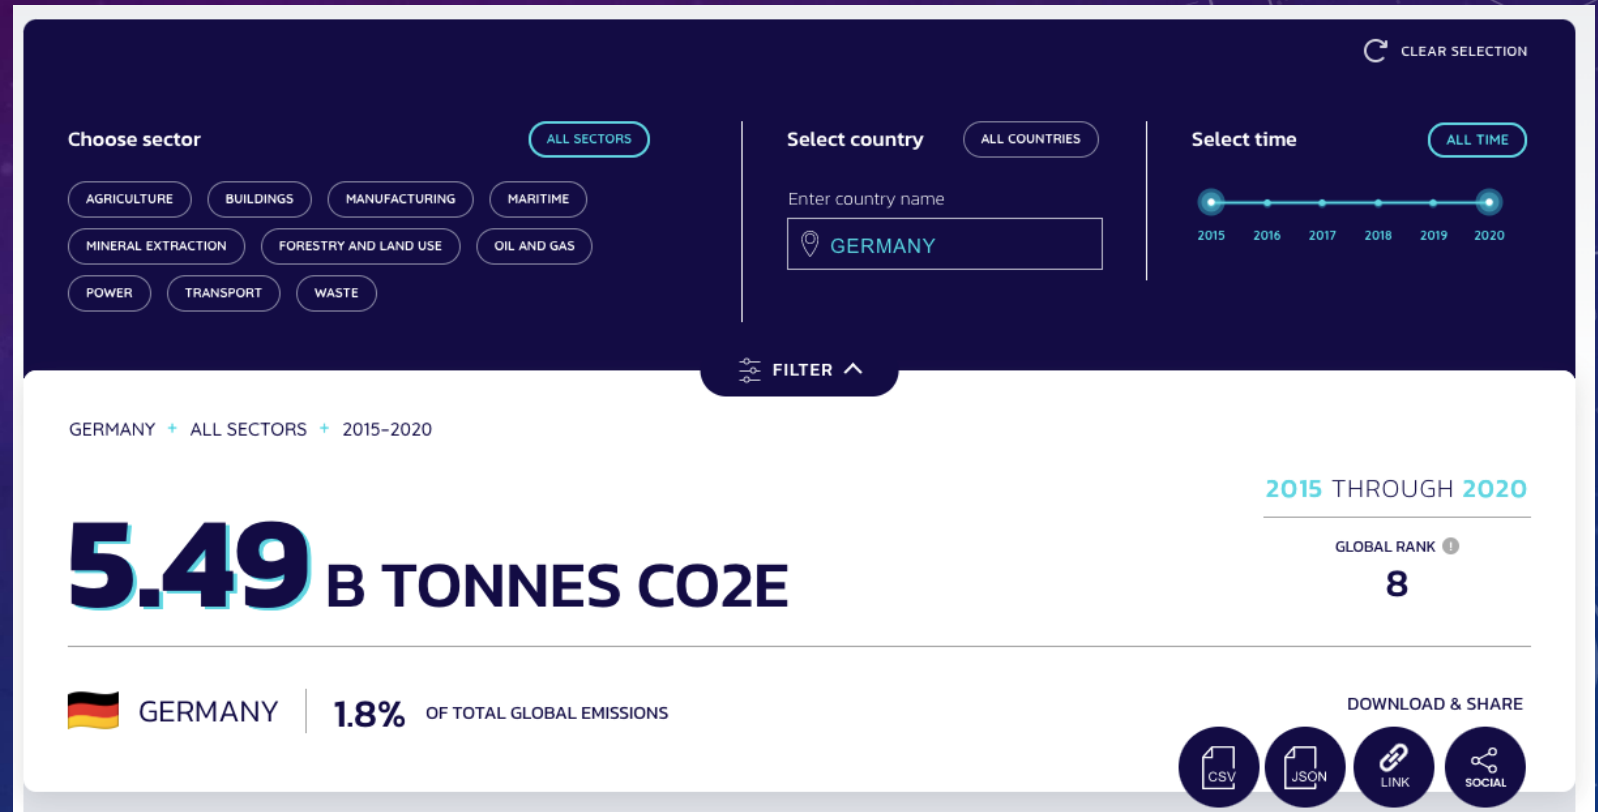 CLEAR SELECTION
Choose sector
ALL SECTORS
AGRICULTURE
BUILDINGS
MANUFACTURING
MARITIME
MINERAL EXTRACTION
FORESTRY AND LAND USE
OIL AND GAS
POWER
TRANSPORT
WASTE
Select country
ALL COUNTRIES
Enter country name
GERMANY
Select time
ALL TIME
2015 2016 2017 2018 2019 2020
FILTER
GERMANY + ALL SECTORS + 2015–2020
5.49 B TONNES CO2E
2015 THROUGH 2020
GLOBAL RANK !
8
GERMANY
1.8% OF TOTAL GLOBAL EMISSIONS
DOWNLOAD & SHARE
CSV
JSON
LINK
SOCIAL